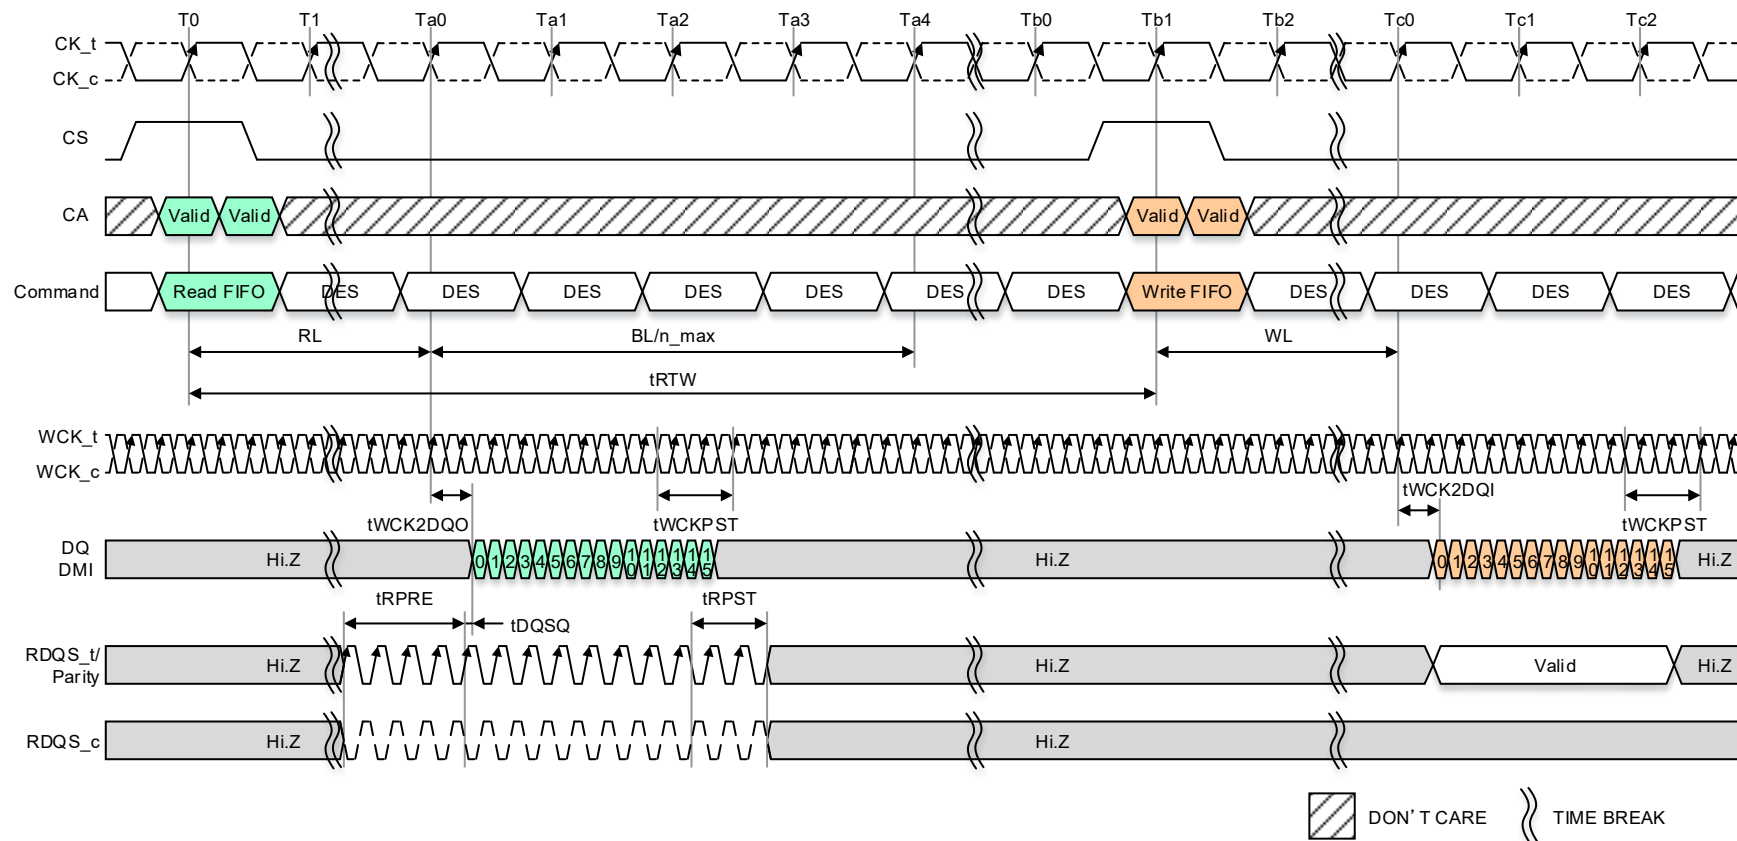 T0 T1 Ta0 Ta1 Ta2 Ta3 Ta4 Tb0 Tb1 Tb2 Tc0 Tc1 Tc2
CK_t
CK_c
CS
CA Valid Valid Valid Valid
Command Read FIFO DES DES DES DES DES DES DES Write FIFO DES DES DES DES
RL BL/n_max WL
tRTW
WCK_t
WCK_c
tWCK2DQI
tWCK2DQO tWCKPST tWCKPST
DQ
DMI
Hi.Z 0 1 2 3 4 5 6 7 8 9 10 11 12 13 14 15 Hi.Z 0 1 2 3 4 5 6 7 8 9 10 11 12 13 14 15 Hi.Z
tRPRE tRPST
tDQSQ
RDQS_t/
Parity
Hi.Z Hi.Z Valid Hi.Z
RDQS_c Hi.Z Hi.Z
DON'T CARE TIME BREAK